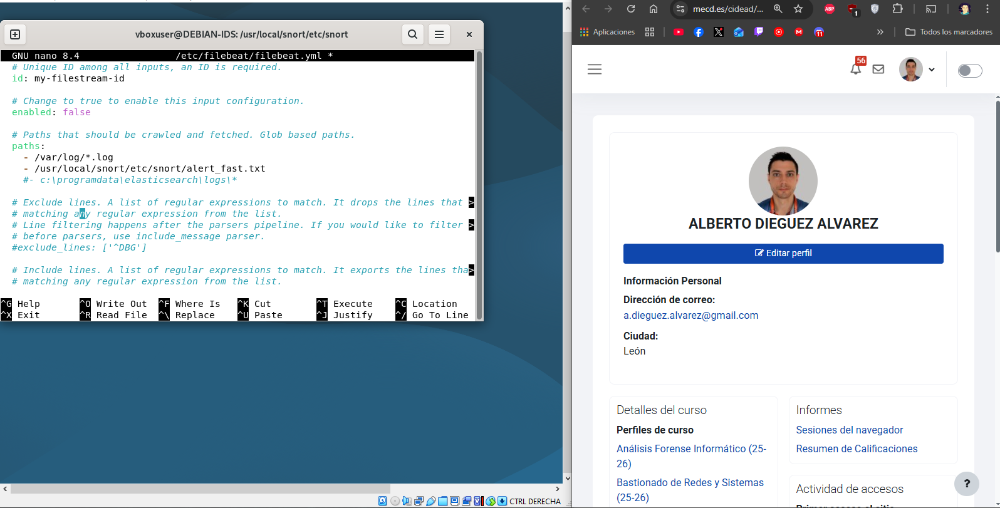 vboxuser@DEBIAN-IDS: /usr/local/snort/etc/snort
GNU nano 8.4 /etc/filebeat/filebeat.yml *
# Unique ID among all inputs, an ID is required.
id: my-filestream-id
# Change to true to enable this input configuration.
enabled: false
# Paths that should be crawled and fetched. Glob based paths.
paths:
- /var/log/*.log
- /usr/local/snort/etc/snort/alert_fast.txt
#- c:\programdata\elasticsearch\logs\*
# Exclude lines. A list of regular expressions to match. It drops the lines that >
# matching any regular expression from the list.
# Line filtering happens after the parsers pipeline. If you would like to filter >
# before parsers, use include_message parser.
#exclude_lines: ['^DBG']
# Include lines. A list of regular expressions to match. It exports the lines tha>
# matching any regular expression from the list.
^G Help ^O Write Out ^F Where Is ^K Cut ^T Execute ^C Location
^X Exit ^R Read File ^\ Replace ^U Paste ^J Justify ^/ Go To Line
CTRL DERECHA
mecd.es/cidead/...
ABP
1
Aplicaciones
11
» Todos los marcadores
56
ALBERTO DIEGUEZ ALVAREZ
Editar perfil
Información Personal
Dirección de correo:
a.dieguez.alvarez@gmail.com
Ciudad:
León
Detalles del curso
Perfiles de curso
Análisis Forense Informático (25-
26)
Bastionado de Redes y Sistemas
(25-26)
Informes
Sesiones del navegador
Resumen de Calificaciones
Actividad de accesos
Primer acceso al sitio
?